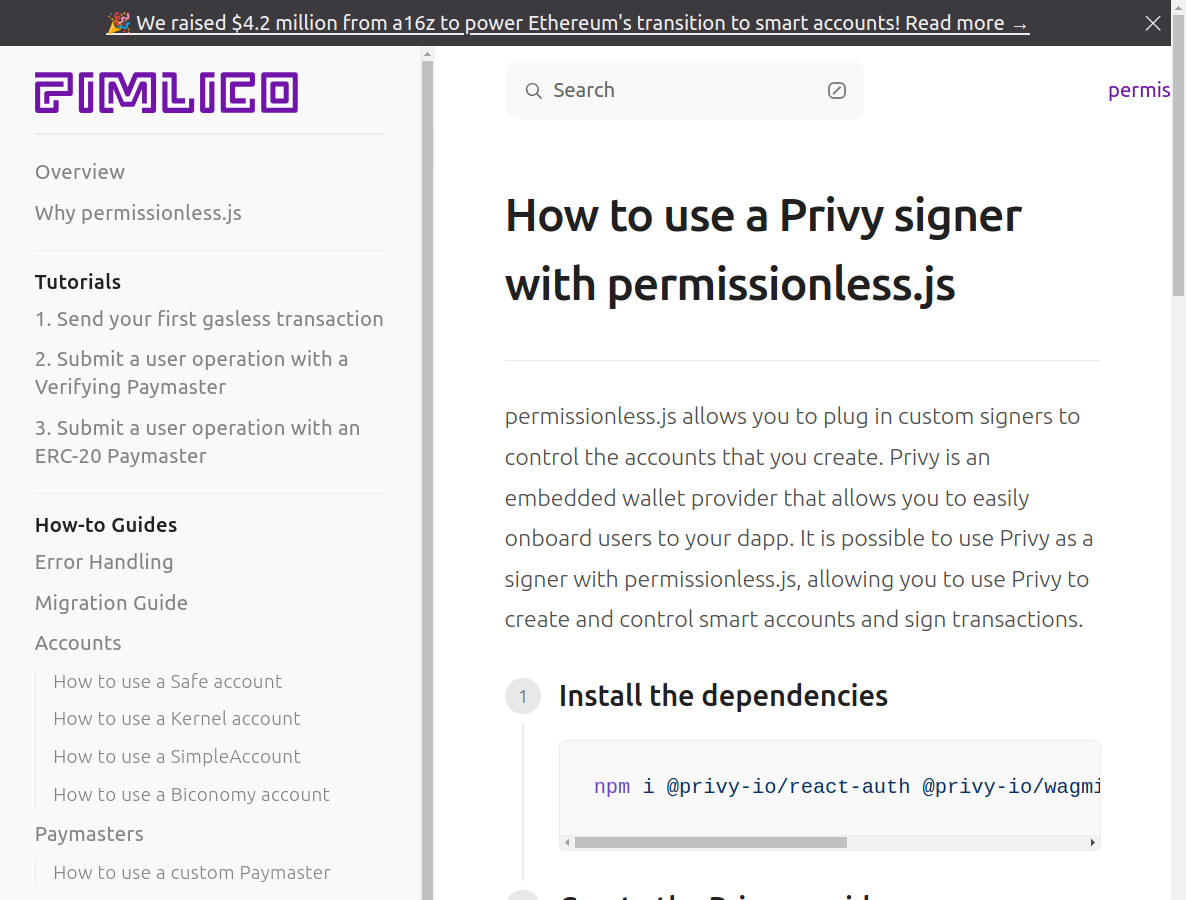 🎉 We raised $4.2 million from a16z to power Ethereum's transition to smart accounts! Read more →
PIMLICO
Overview
Why permissionless.js
Tutorials
1. Send your first gasless transaction
2. Submit a user operation with a
Verifying Paymaster
3. Submit a user operation with an
ERC-20 Paymaster
How-to Guides
Error Handling
Migration Guide
Accounts
How to use a Safe account
How to use a Kernel account
How to use a SimpleAccount
How to use a Biconomy account
Paymasters
How to use a custom Paymaster
Search
permis
How to use a Privy signer
with permissionless.js
permissionless.js allows you to plug in custom signers to
control the accounts that you create. Privy is an
embedded wallet provider that allows you to easily
onboard users to your dapp. It is possible to use Privy as a
signer with permissionless.js, allowing you to use Privy to
create and control smart accounts and sign transactions.
1 Install the dependencies
npm i @privy-io/react-auth @privy-io/wagmi